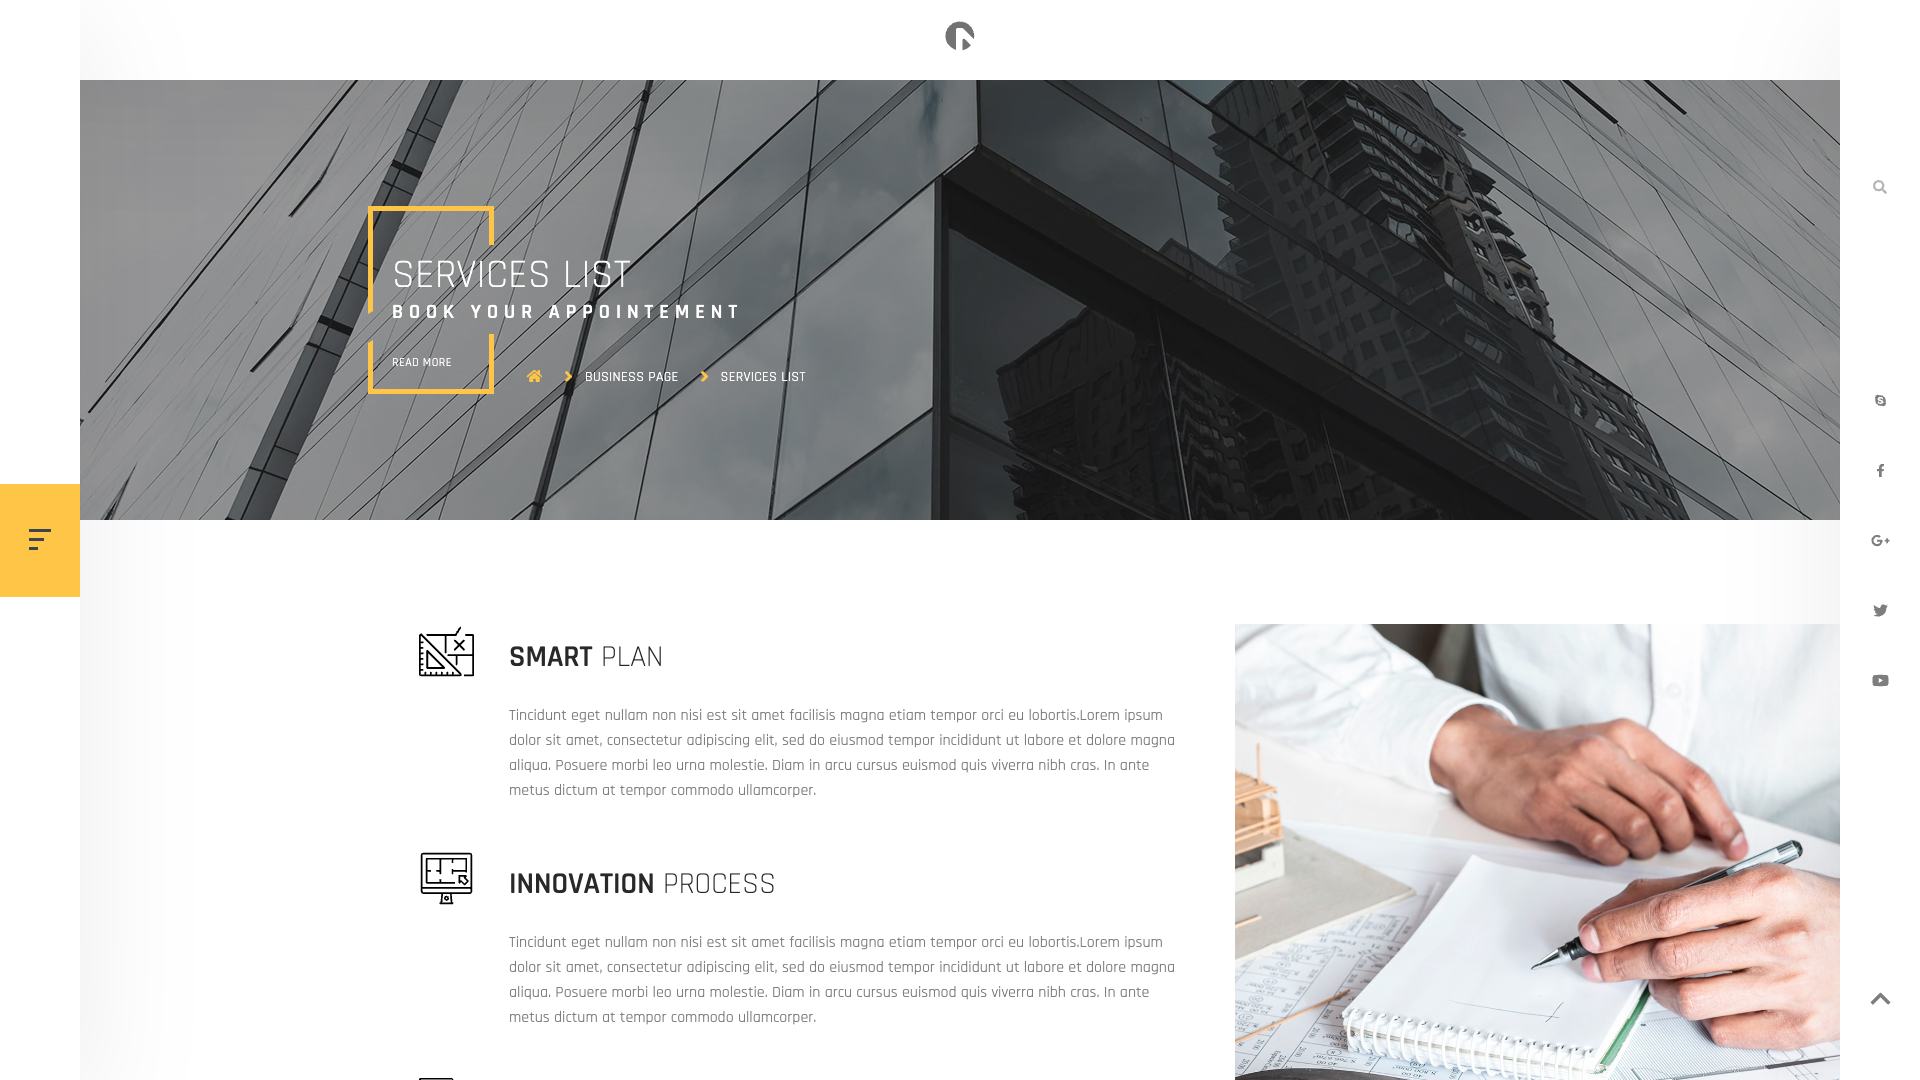 SERVICES LIST
BOOK YOUR APPOINTEMENT
READ MORE
BUSINESS PAGE
SERVICES LIST
SMART PLAN
Tincidunt eget nullam non nisi est sit amet facilisis magna etiam tempor orci eu lobortis.Lorem ipsum
dolor sit amet, consectetur adipiscing elit, sed do eiusmod tempor incididunt ut labore et dolore magna
aliqua. Posuere morbi leo urna molestie. Diam in arcu cursus euismod quis viverra nibh cras. In ante
metus dictum at tempor commodo ullamcorper.
INNOVATION PROCESS
Tincidunt eget nullam non nisi est sit amet facilisis magna etiam tempor orci eu lobortis.Lorem ipsum
dolor sit amet, consectetur adipiscing elit, sed do eiusmod tempor incididunt ut labore et dolore magna
aliqua. Posuere morbi leo urna molestie. Diam in arcu cursus euismod quis viverra nibh cras. In ante
metus dictum at tempor commodo ullamcorper.